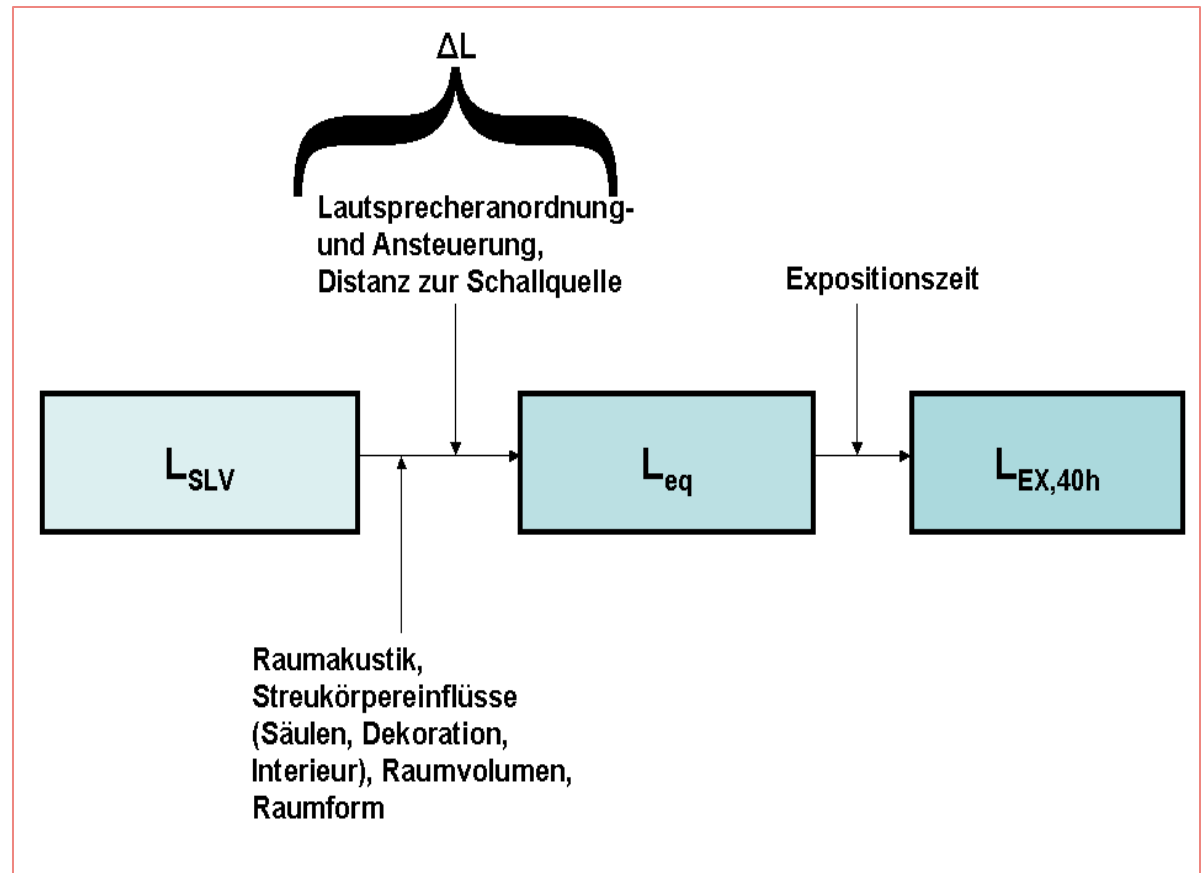 ΔL
Lautsprecheranordnung-
und Ansteuerung,
Distanz zur Schallquelle
Expositionszeit
LSLV
Leq
LEX,40h
Raumakustik,
Streukörpereinflüsse
(Säulen, Dekoration,
Interieur), Raumvolumen,
Raumform